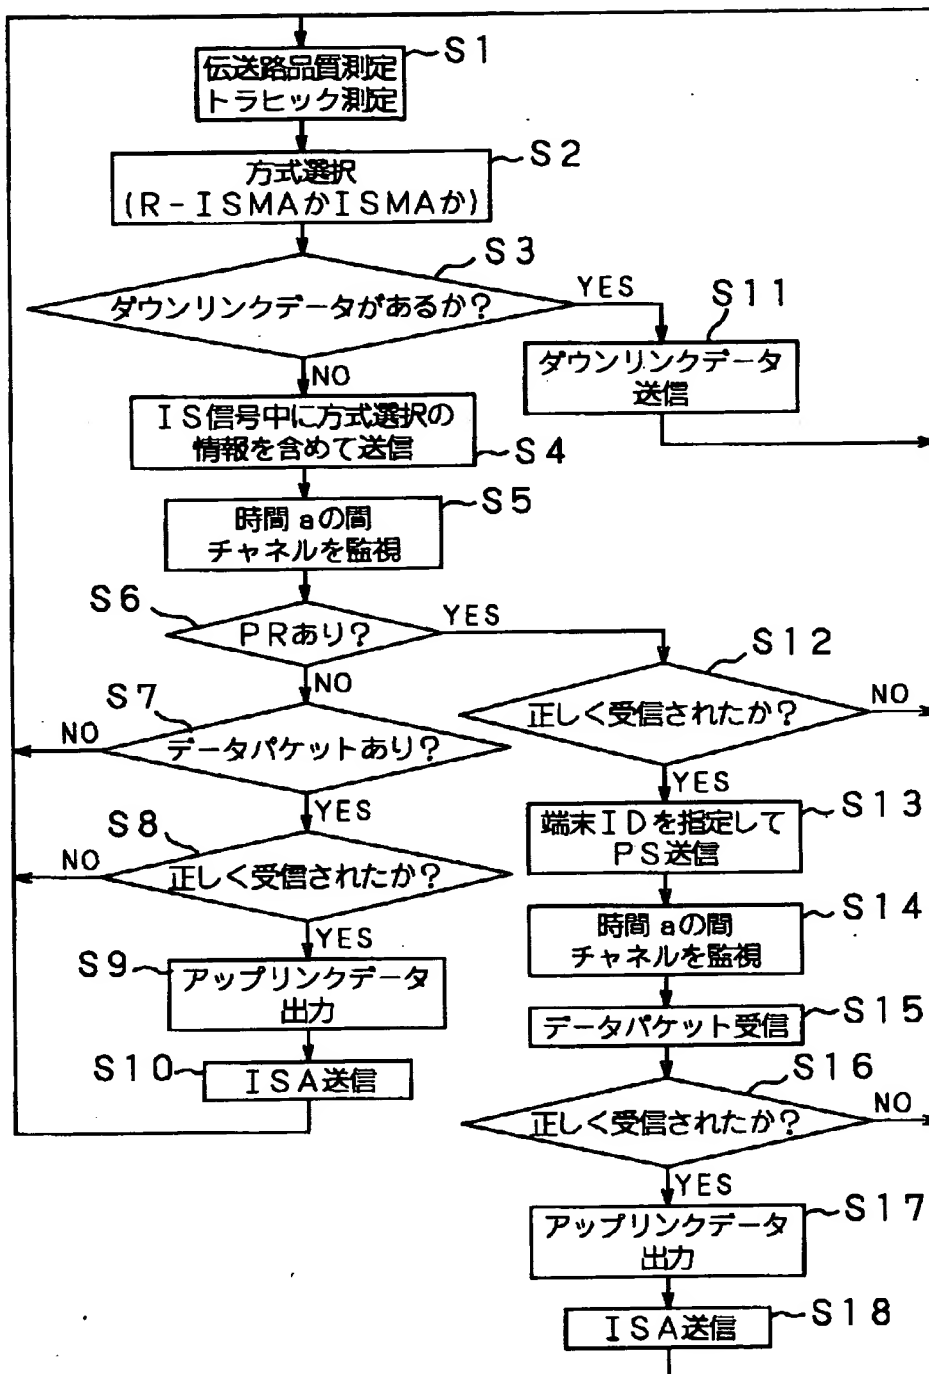 S1
伝送路品質測定
トラヒック測定
S2
方式選択
(R-ISMAかISMAか)
S3
ダウンリンクデータがあるか?
YES
NO
S11
ダウンリンクデータ
送信
IS信号中に方式選択の
情報を含めて送信
S4
S5
時間aの間
チャネルを監視
S6
PRあり?
YES
NO
S7
データパケットあり?
NO
YES
S8
正しく受信されたか?
NO
YES
S9
アップリンクデータ
出力
S10
ISA送信
S12
正しく受信されたか?
NO
YES
S13
端末IDを指定して
PS送信
S14
時間aの間
チャネルを監視
S15
データパケット受信
S16
正しく受信されたか?
NO
YES
S17
アップリンクデータ
出力
S18
ISA送信